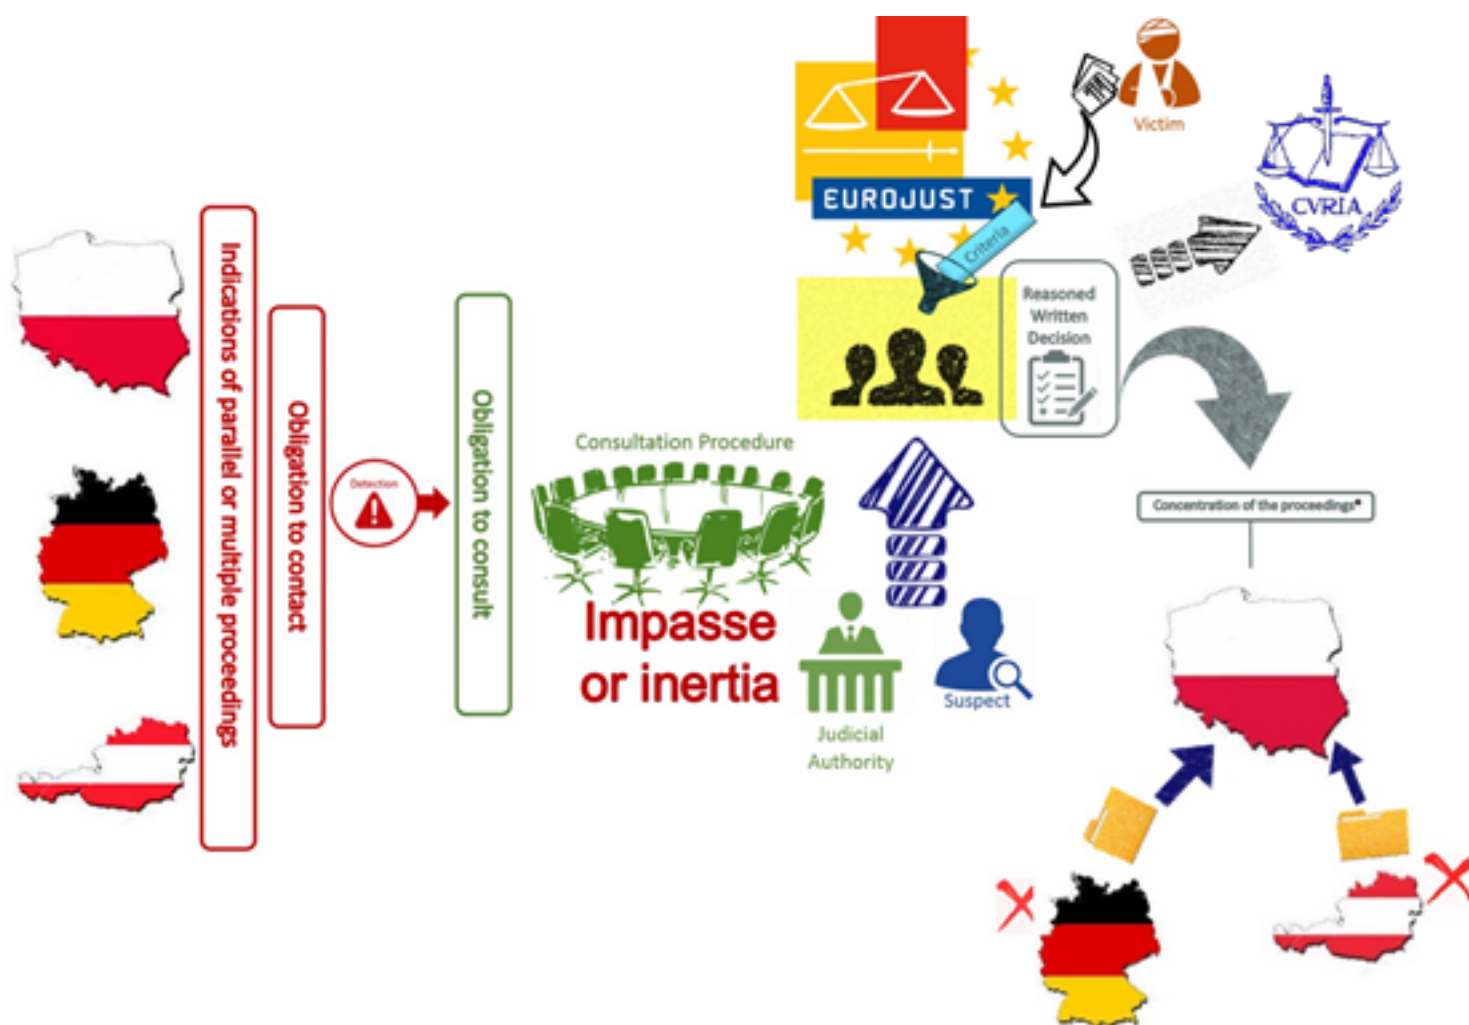 Indications of parallel or multiple proceedings
Obligation to contact
Detection
Obligation to consult
Consultation Procedure
Impasse
or inertia
Judicial
Authority
Suspect
EUROJUST
Criteria
Victim
Reasoned
Written
Decision
CVRIA
Concentration of the proceedings*